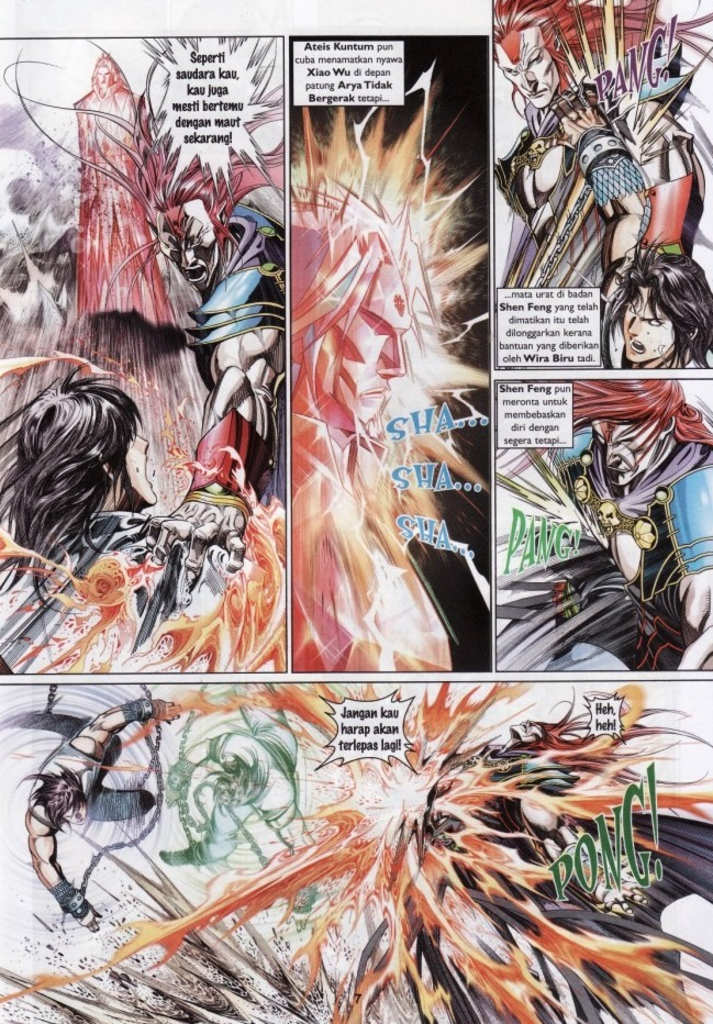 Seperti
saudara kau,
kau juga
mesti bertemu
dengan maut
sekarang!
Ateis Kuntum pun
cuba menamatkan nyawa
Xiao Wu di depan
patung Arya Tidak
Bergerak tetapi...
SHA...
SHA...
SHA...
PANG!
...mata urat di badan
Shen Feng yang telah
dimatikan itu telah
dilonggarkan kerana
bantuan yang diberikan
oleh Wira Biru tadi.
Shen Feng pun
meronta untuk
membebaskan
diri dengan
segera tetapi...
PANG!
Jangan kau
harap akan
terlepas lagi!
Heh,
heh!
PONG!
7